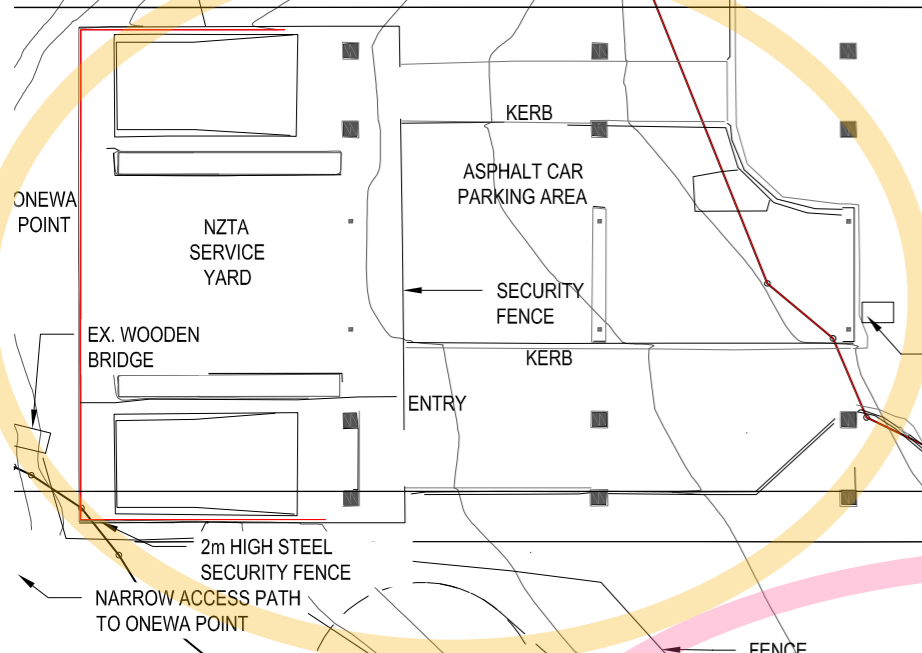 KERB
ASPHALT CAR
PARKING AREA
ONEWA
POINT
NZTA
SERVICE
YARD
SECURITY
FENCE
EX. WOODEN
BRIDGE
KERB
ENTRY
2m HIGH STEEL
SECURITY FENCE
NARROW ACCESS PATH
TO ONEWA POINT
FENCE